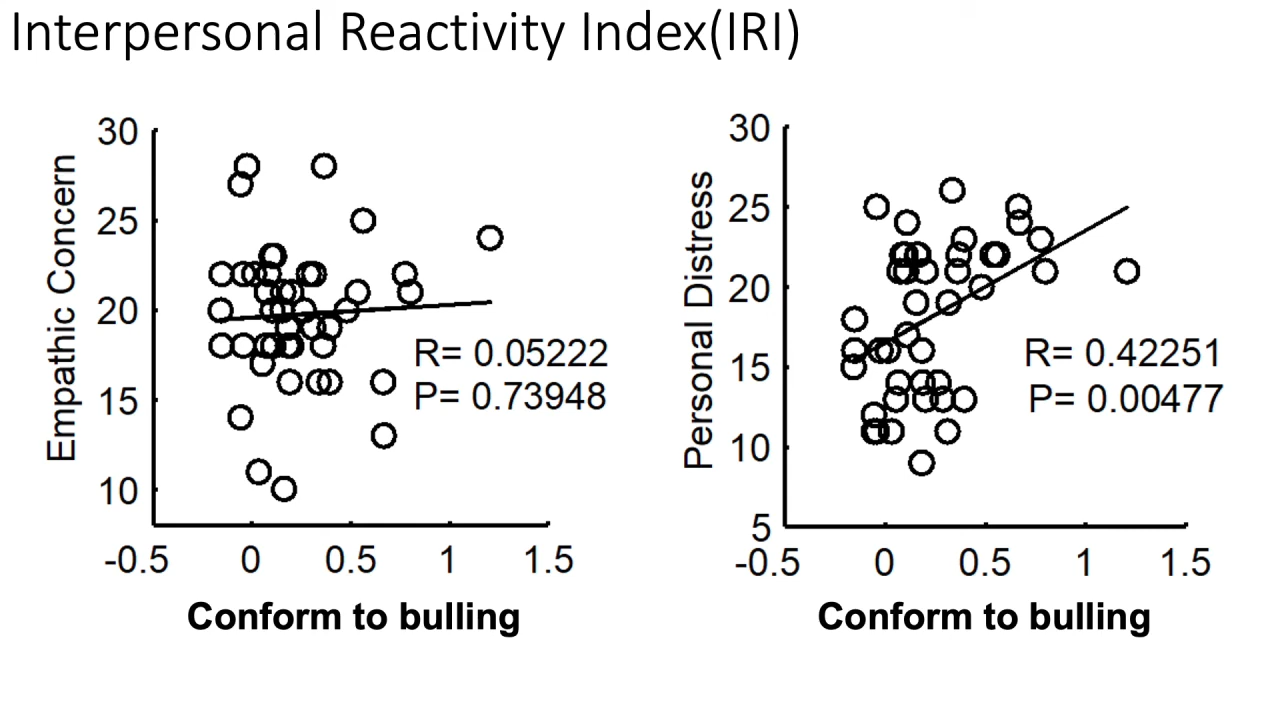 Interpersonal Reactivity Index(IRI)
Empathic Concern
30
25
20
15
10
-0.5 0 0.5 1 1.5
R= 0.05222
P= 0.73948
Conform to bulling
Personal Distress
30
25
20
15
10
5
-0.5 0 0.5 1 1.5
R= 0.42251
P= 0.00477
Conform to bulling